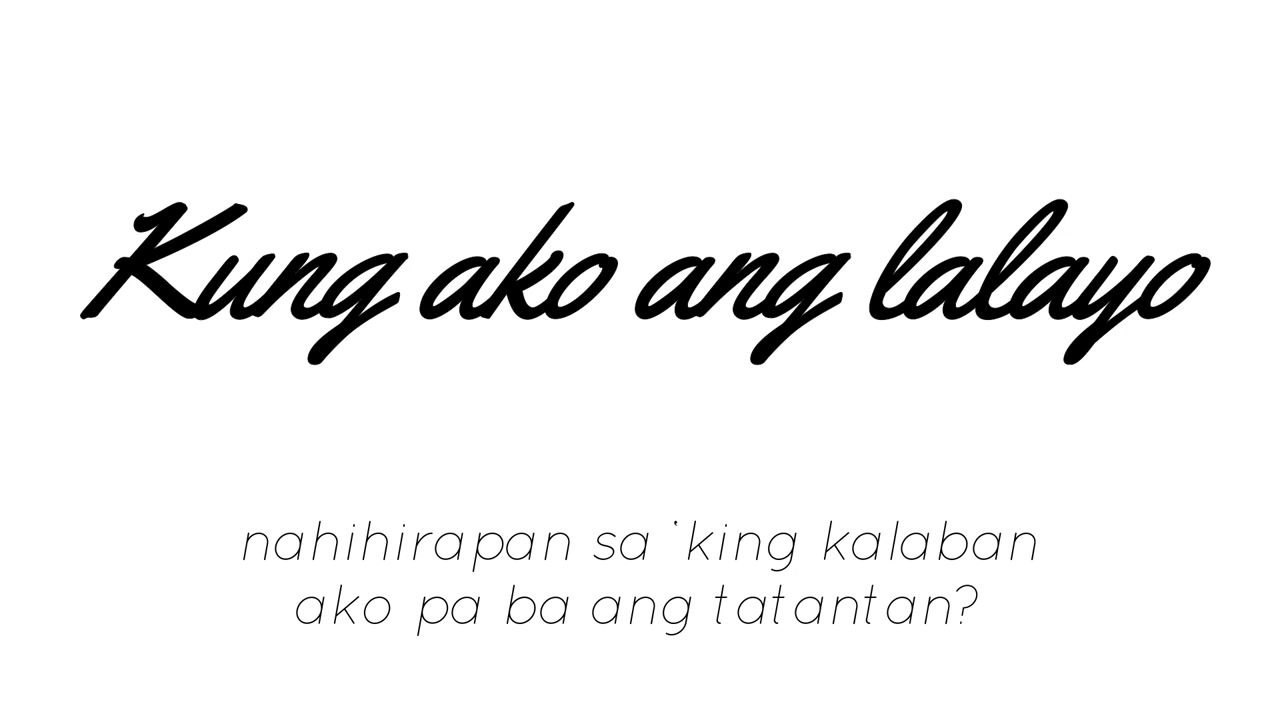 Kung ako ang lalayo
nahihirapan sa ‘king kalaban
ako pa ba ang tatantan?